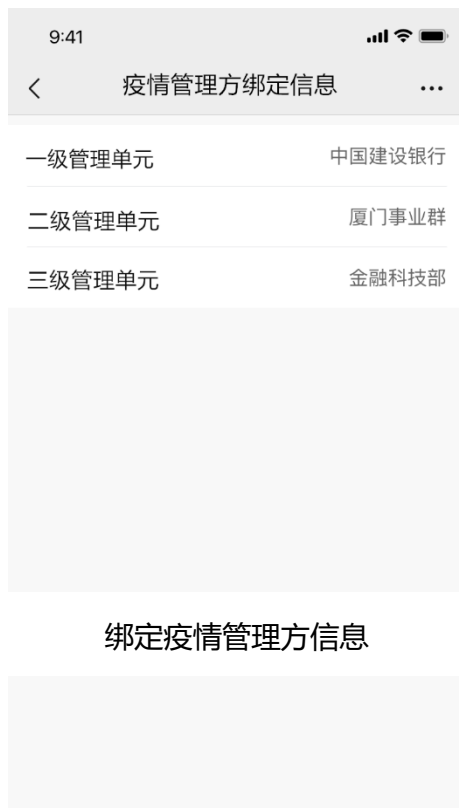 9:41
疫情管理方绑定信息
一级管理单元 中国建设银行
二级管理单元 厦门事业群
三级管理单元 金融科技部
绑定疫情管理方信息